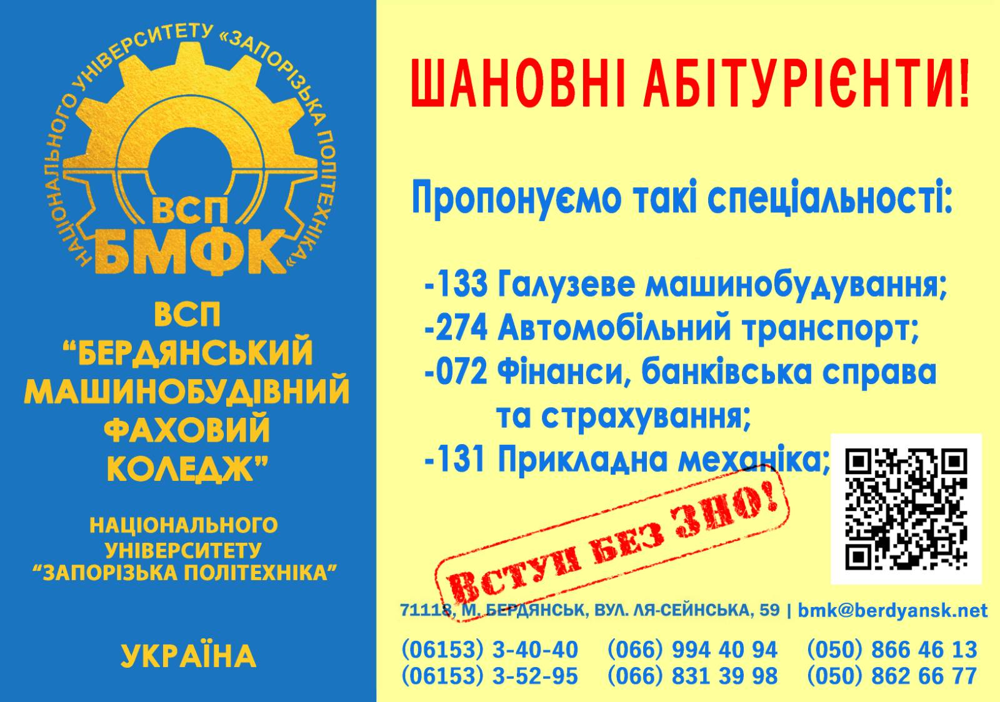 НАЦІОНАЛЬНОГО УНІВЕРСИТЕТУ «ЗАПОРІЗЬКА ПОЛІТЕХНІКА»
ВСП
БМФК
ВСП
“БЕРДЯНСЬКИЙ
МАШИНОБУДІВНИЙ
ФАХОВИЙ
КОЛЕДЖ”
НАЦІОНАЛЬНОГО
УНІВЕРСИТЕТУ
“ЗАПОРІЗЬКА ПОЛІТЕХНІКА”
УКРАЇНА
ШАНОВНІ АБІТУРІЄНТИ!
Пропонуємо такі спеціальності:
-133 Галузеве машинобудування;
-274 Автомобільний транспорт;
-072 Фінанси, банківська справа
та страхування;
-131 Прикладна механіка;
Вступ без ЗНО!
71118, М. БЕРДЯНСЬК, ВУЛ. ЛЯ-СЕЙНСЬКА, 59 | bmk@berdyansk.net
(06153) 3-40-40 (066) 994 40 94 (050) 866 46 13
(06153) 3-52-95 (066) 831 39 98 (050) 862 66 77